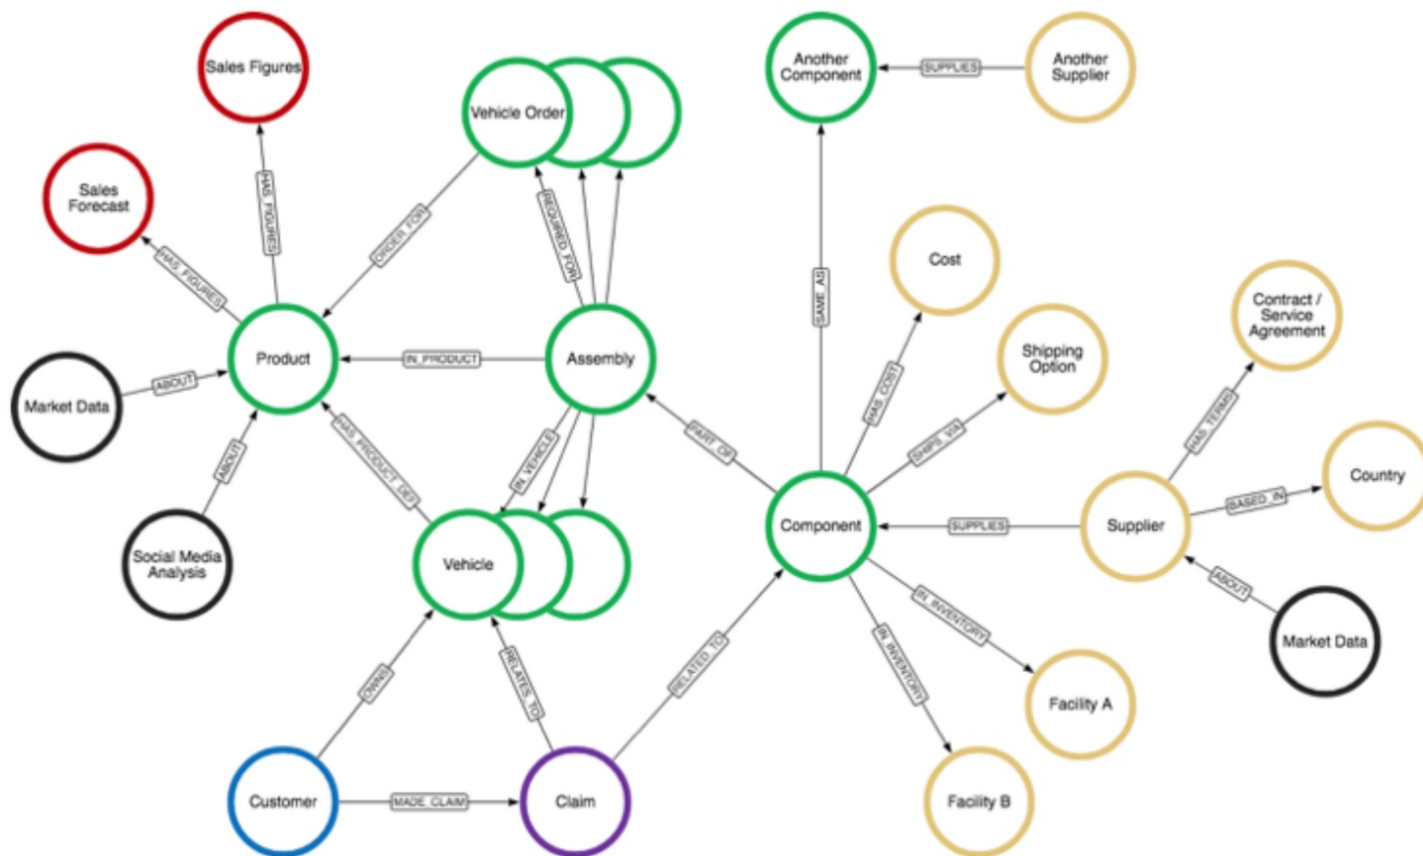 Sales Figures
Another
Component
SUPPLIES
Another
Supplier
Vehicle Order
Sales
Forecast
HAS_FIGURES
HAS_FIGURES
ORDER_FOR
REQUIRED_FOR
SAME_AS
Cost
Contract /
Service
Agreement
Product
IN_PRODUCT
Assembly
Shipping
Option
Market Data
ABOUT
HAS_COST
HAS_TERMS
ABOUT
HAS_PRODUCT_DEF
IN_VEHICLE
PART_OF
SHIPS_VIA
Country
BASED_IN
Social Media
Analysis
Vehicle
Component
SUPPLIES
Supplier
ABOUT
Market Data
IN_INVENTORY
IN_INVENTORY
OWNS
RELATES_TO
RELATED_TO
Facility A
Customer
MADE_CLAIM
Claim
Facility B